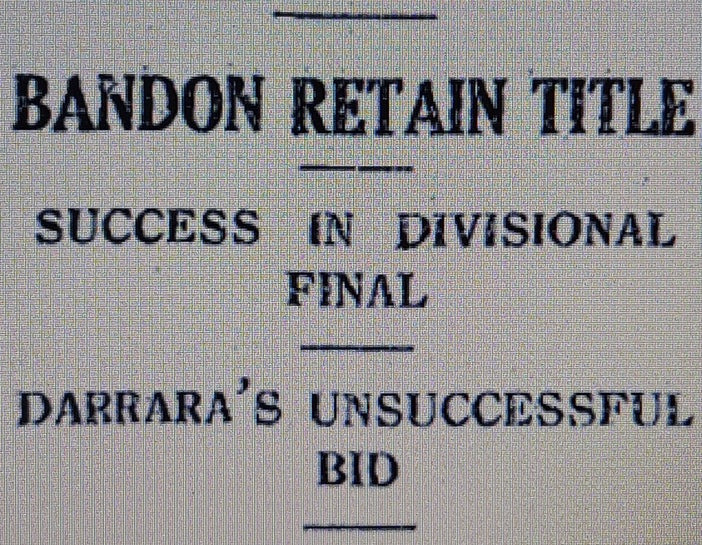 BANDON RETAIN TITLE
SUCCESS IN DIVISIONAL
FINAL
DARRARA'S UNSUCCESSFUL
BID